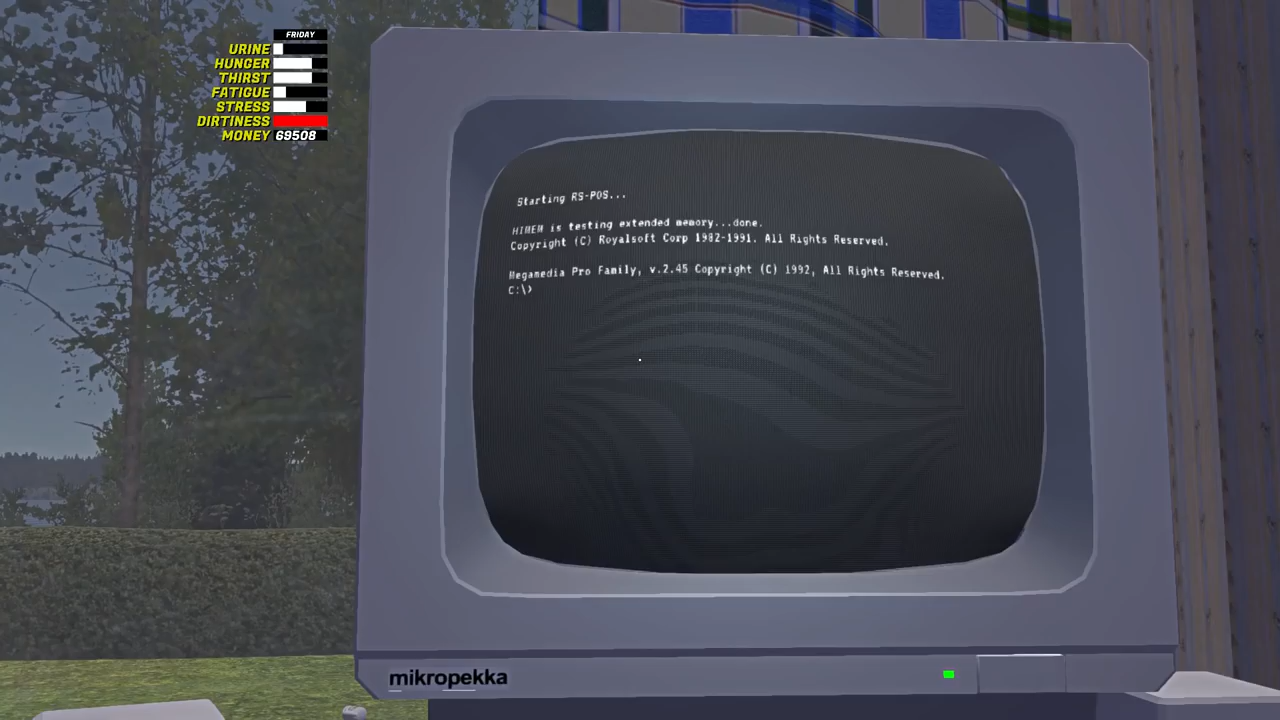 FRIDAY
URINE
HUNGER
THIRST
FATIGUE
STRESS
DIRTINESS
MONEY 69508
Starting RS-POS...
HIMEM is testing extended memory...done.
Copyright (C) Royalsoft Corp 1982-1991. All Rights Reserved.
Megamedia Pro Family, v.2.45 Copyright (C) 1992, All Rights Reserved.
C:\>
mikropekka